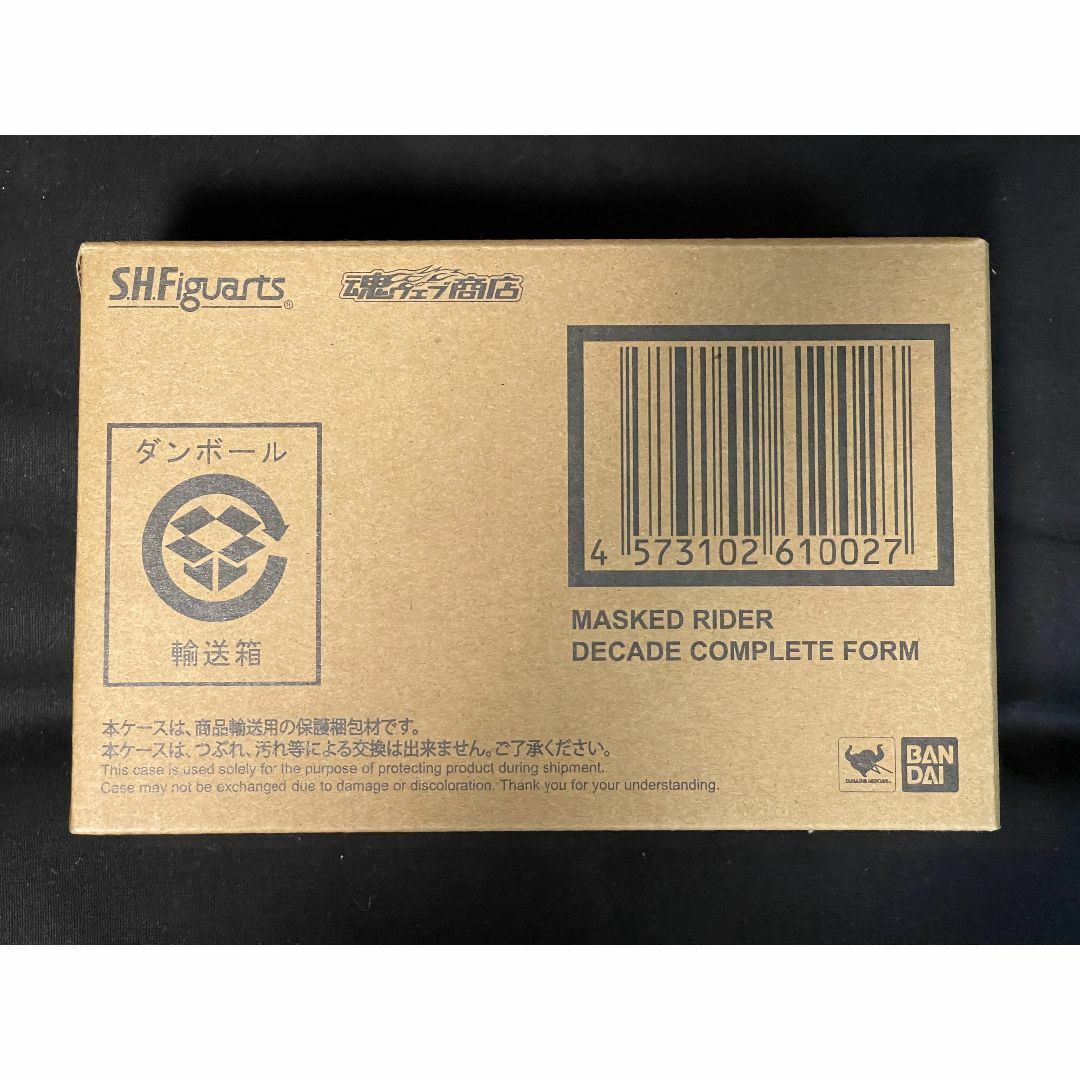 S.H.Figuarts®
魂ウェブ商店
ダンボール
輸送箱
4 573102 610027
MASKED RIDER
DECADE COMPLETE FORM
本ケースは、商品輸送用の保護梱包材です。
本ケースは、つぶれ、汚れ等による交換は出来ません。ご了承ください。
This case is used solely for the purpose of protecting product during shipment.
Case may not be exchanged due to damage or discoloration. Thank you for your understanding.
BAN
DAI